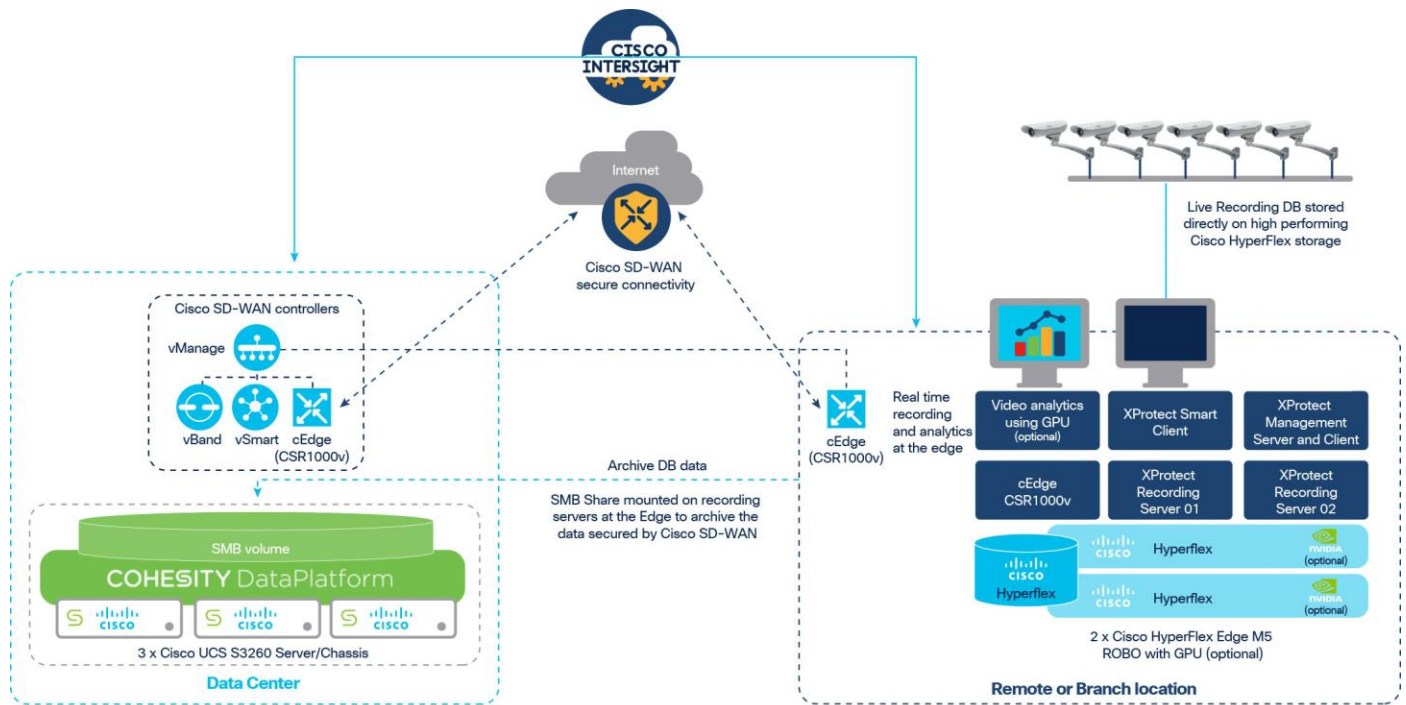 CISCO
INTERSIGHT
Internet
Cisco SD-WAN
secure connectivity
Live Recording DB stored
directly on high performing
Cisco HyperFlex storage
Cisco SD-WAN controllers
vManage
vBand
vSmart
cEdge
(CSR1000v)
SMB volume
COHESITY DataPlatform
S
CISCO
S
CISCO
S
CISCO
3 x Cisco UCS S3260 Server/Chassis
Data Center
Archive DB data
SMB Share mounted on recording
servers at the Edge to archive the
data secured by Cisco SD-WAN
cEdge
(CSR1000v)
Real time
recording
and analytics
at the edge
Video analytics
using GPU
(optional)
XProtect Smart
Client
XProtect
Management
Server and Client
cEdge
CSR1000v
XProtect
Recording
Server 01
XProtect
Recording
Server 02
CISCO
Hyperflex
CISCO
Hyperflex
NVIDIA
(optional)
CISCO
Hyperflex
NVIDIA
(optional)
2 x Cisco HyperFlex Edge M5
ROBO with GPU (optional)
Remote or Branch location